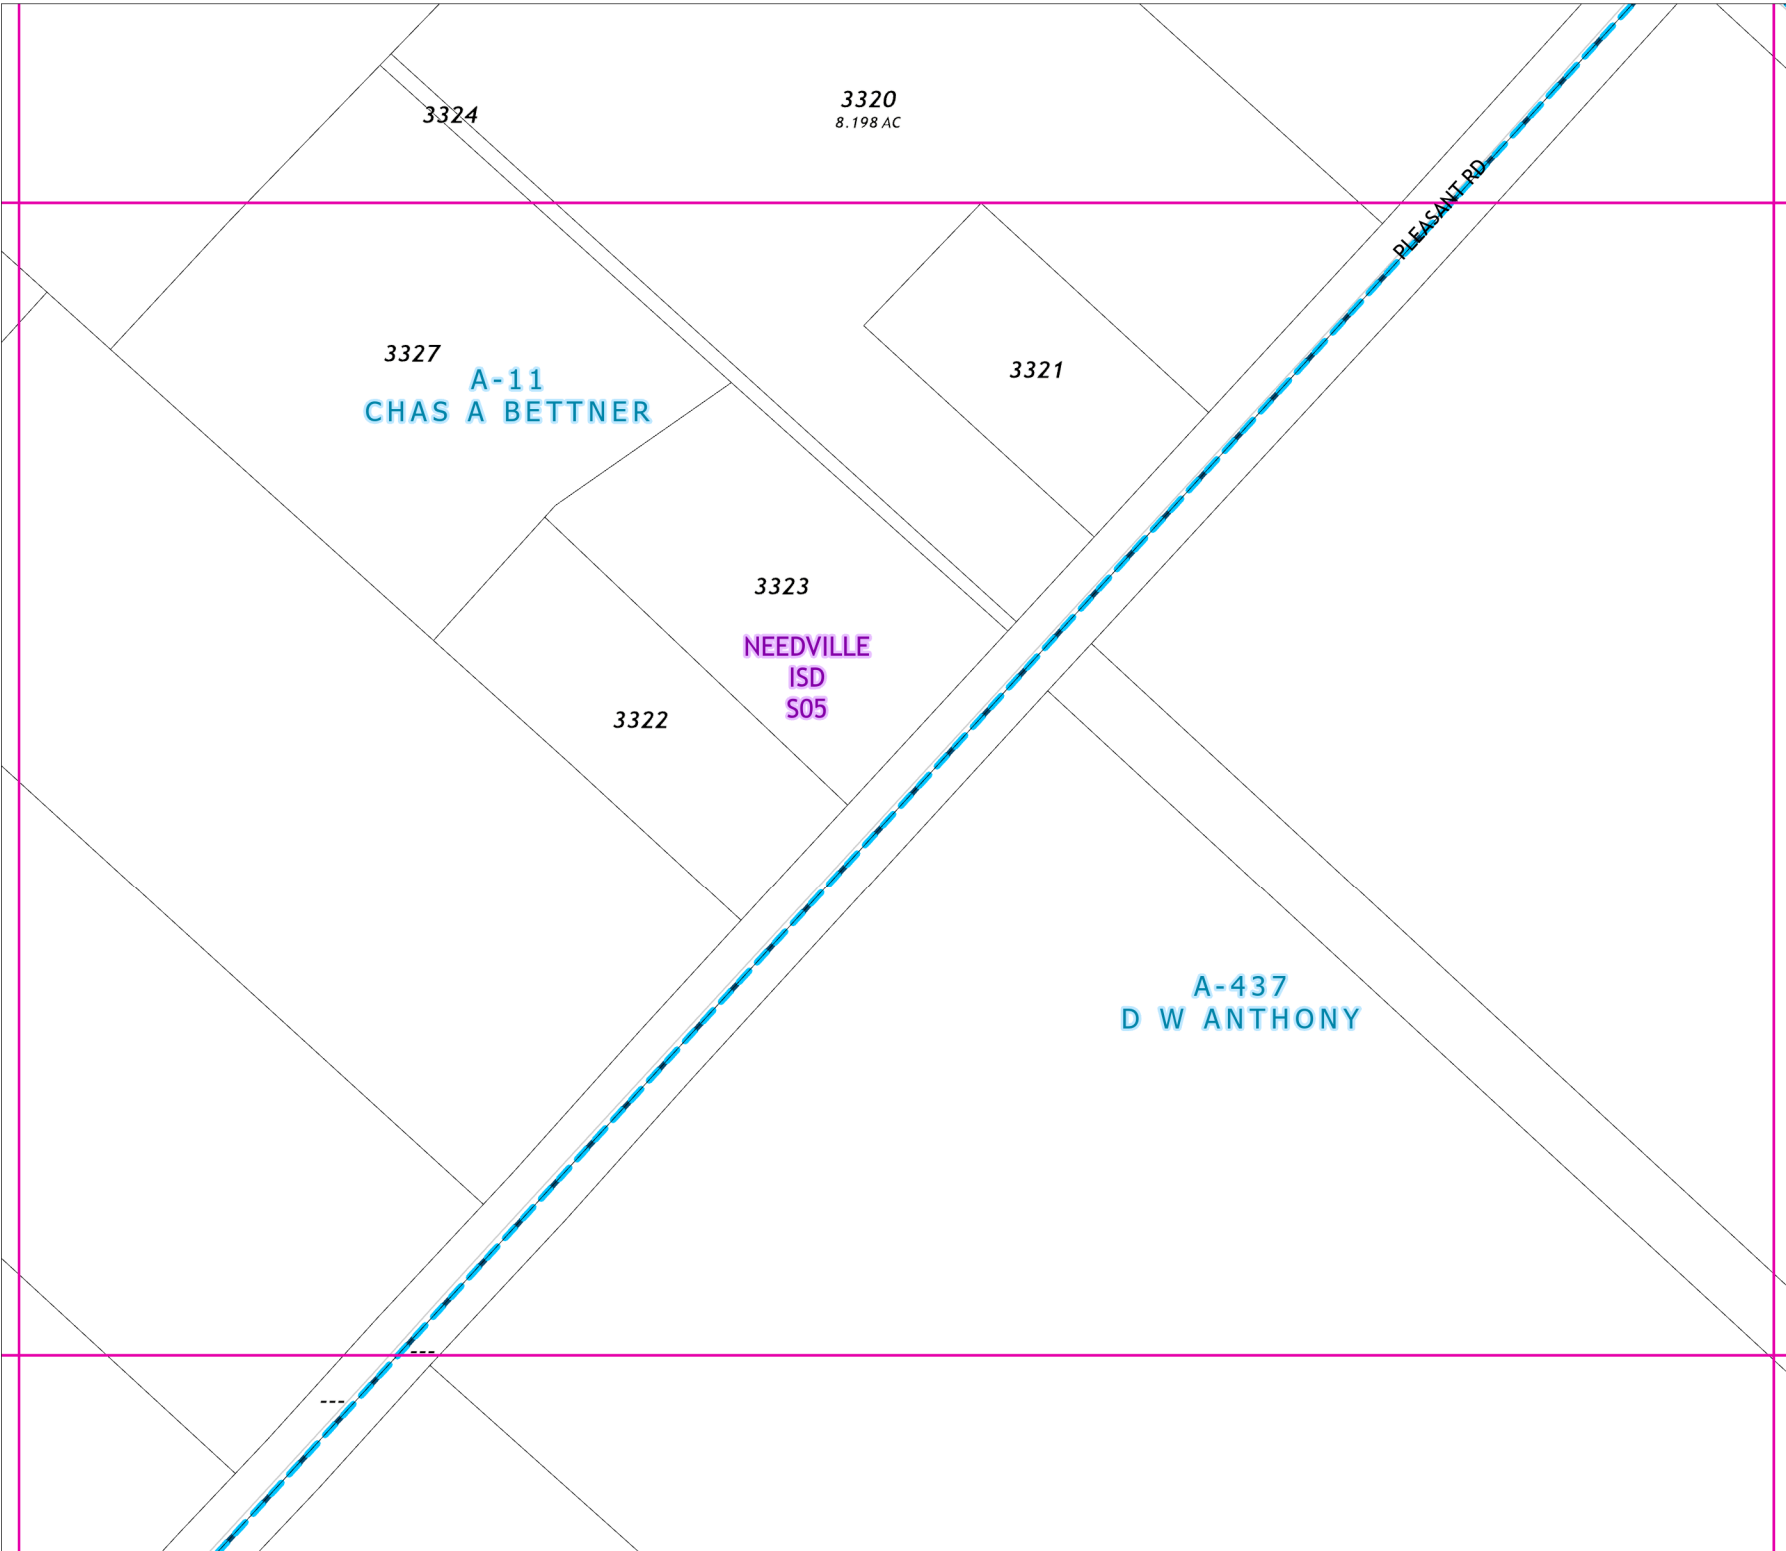 3320
8.198 AC
3324
PLEASANT RD
3327
A-11
CHAS A BETTNER
3321
3323
NEEDVILLE
ISD
S05
3322
A-437
D W ANTHONY
---
---